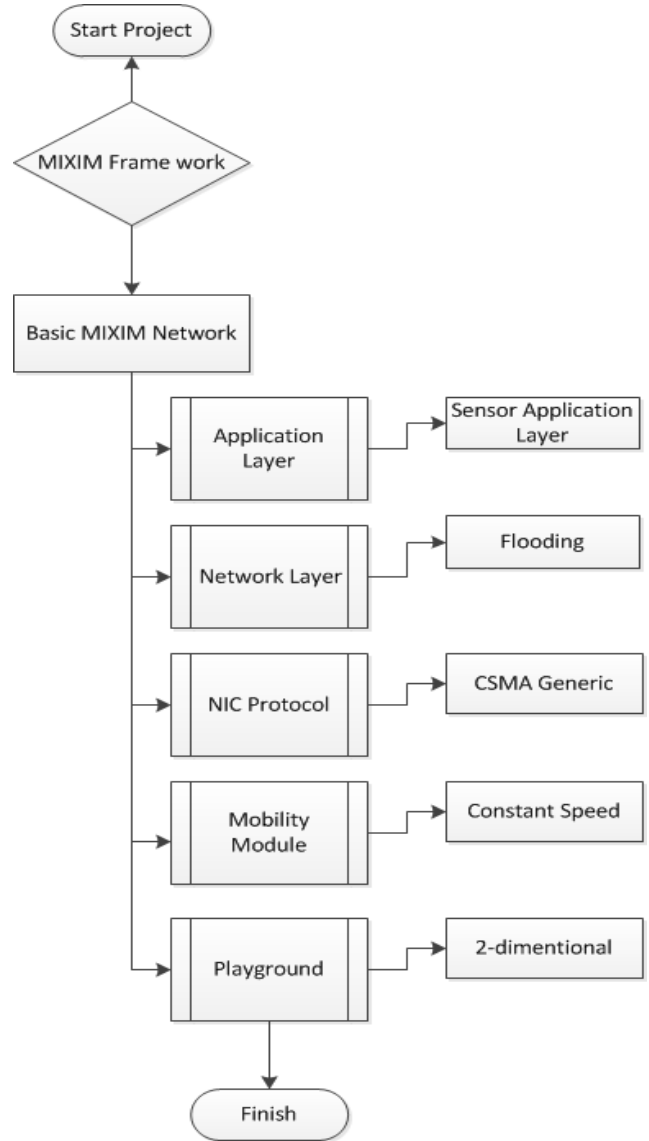 Start Project
MIXIM Frame work
Basic MIXIM Network
Application
Layer
Sensor Application
Layer
Network Layer
Flooding
NIC Protocol
CSMA Generic
Mobility
Module
Constant Speed
Playground
2-dimentional
Finish